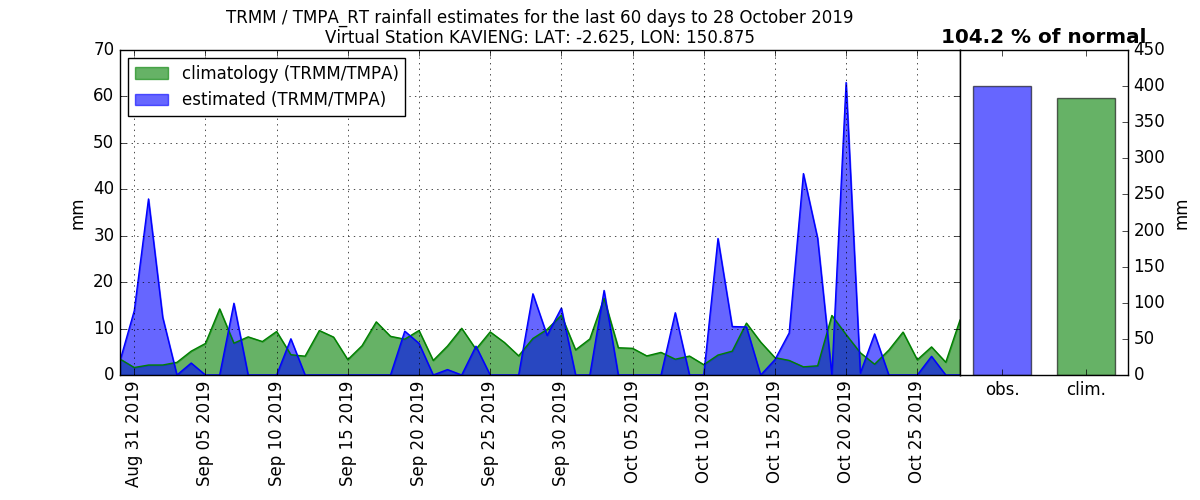 TRMM / TMPA_RT rainfall estimates for the last 60 days to 28 October 2019
Virtual Station KAVIENG: LAT: -2.625, LON: 150.875
104.2 % of normal
climatology (TRMM/TMPA)
estimated (TRMM/TMPA)
70
60
50
40
30
20
10
0
mm
Aug 31 2019
Sep 05 2019
Sep 10 2019
Sep 15 2019
Sep 20 2019
Sep 25 2019
Sep 30 2019
Oct 05 2019
Oct 10 2019
Oct 15 2019
Oct 20 2019
Oct 25 2019
obs.
clim.
450
400
350
300
250
200
150
100
50
0
mm